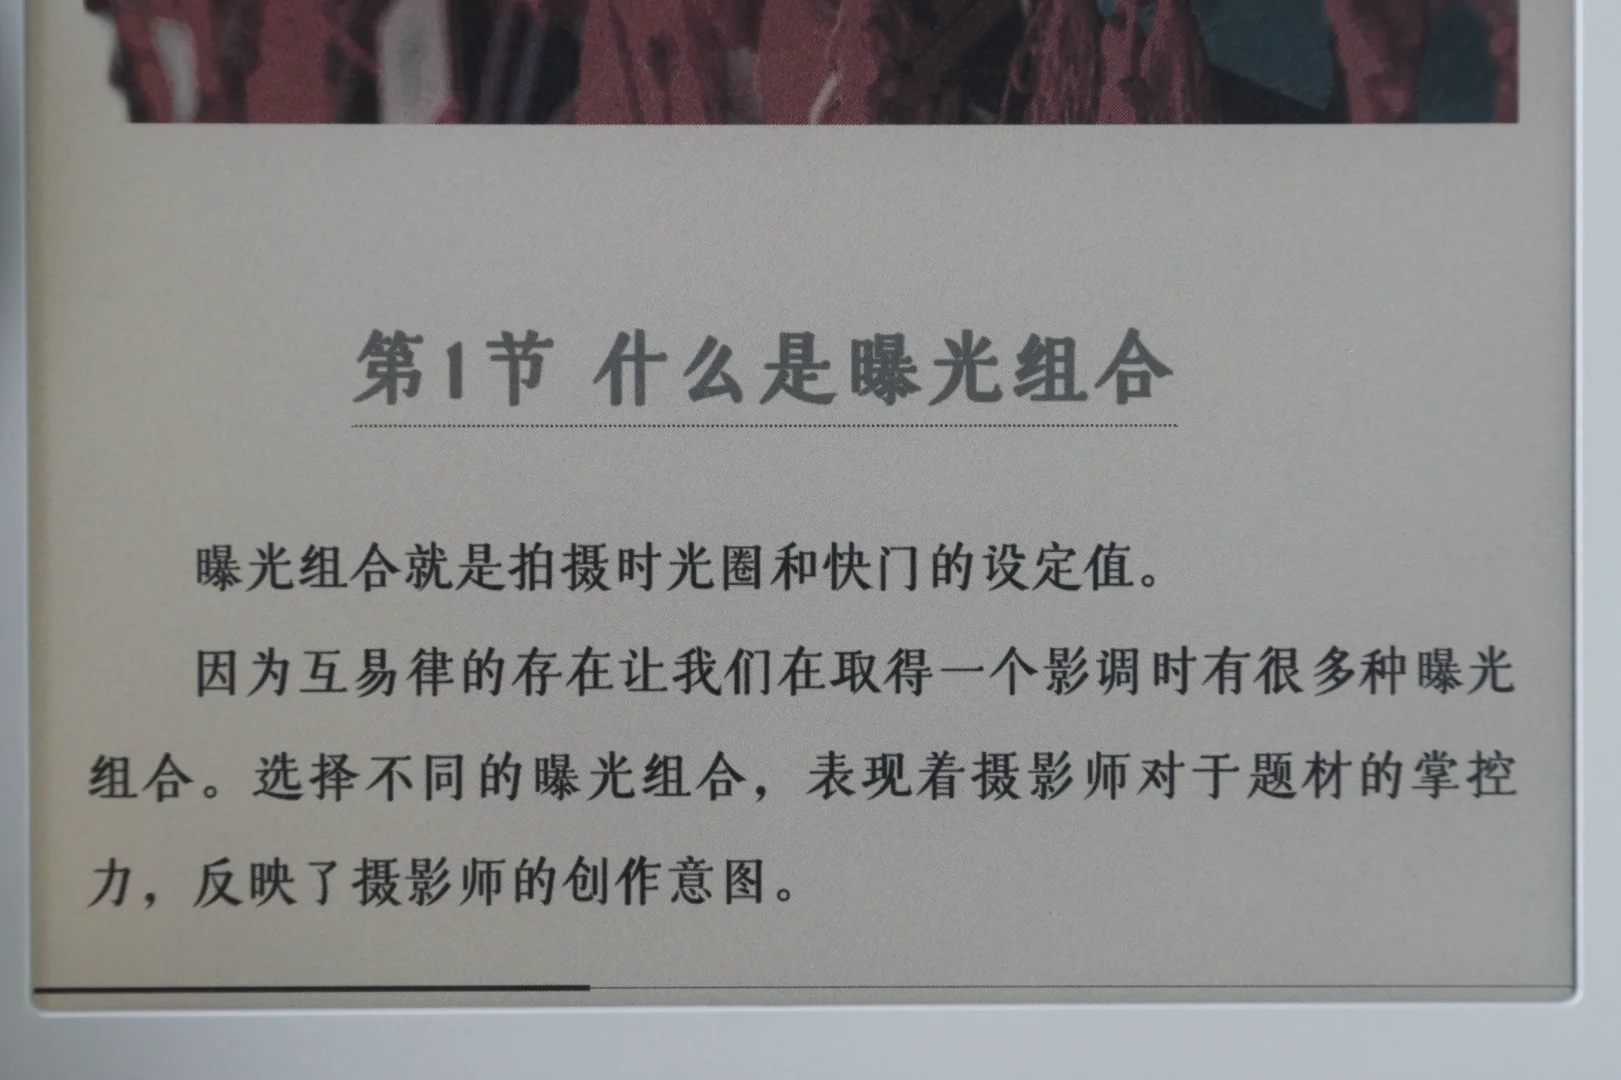 第1节 什么是曝光组合
曝光组合就是拍摄时光圈和快门的设定值。
因为互易律的存在让我们在取得一个影调时有很多种曝光
组合。选择不同的曝光组合，表现着摄影师对于题材的掌控
力，反映了摄影师的创作意图。